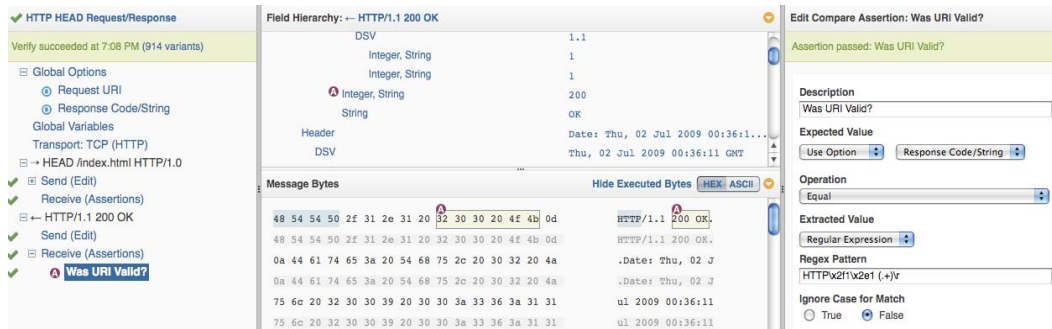 HTTP HEAD Request/Response
Verify succeeded at 7:08 PM (914 variants)
Global Options
Request URI
Response Code/String
Global Variables
Transport: TCP (HTTP)
→ HEAD /index.html HTTP/1.0
Send (Edit)
Receive (Assertions)
← HTTP/1.1 200 OK
Send (Edit)
Receive (Assertions)
A Was URI Valid?
Field Hierarchy: ← HTTP/1.1 200 OK
DSV 1.1
Integer, String 1
Integer, String 1
A Integer, String 200
String OK
Header Date: Thu, 02 Jul 2009 00:36:1...
DSV Thu, 02 Jul 2009 00:36:11 GMT
Message Bytes Hide Executed Bytes HEX ASCII
A A
48 54 54 50 2f 31 2e 31 20 32 30 30 20 4f 4b 0d HTTP/1.1 200 OK.
48 54 54 50 2f 31 2e 31 20 32 30 30 20 4f 4b 0d HTTP/1.1 200 OK.
0a 44 61 74 65 3a 20 54 68 75 2c 20 30 32 20 4a .Date: Thu, 02 J
0a 44 61 74 65 3a 20 54 68 75 2c 20 30 32 20 4a .Date: Thu, 02 J
75 6c 20 32 30 30 39 20 30 30 3a 33 36 3a 31 31 ul 2009 00:36:11
75 6c 20 32 30 30 39 20 30 30 3a 33 36 3a 31 31 ul 2009 00:36:11
Edit Compare Assertion: Was URI Valid?
Assertion passed: Was URI Valid?
Description
Was URI Valid?
Expected Value
Use Option Response Code/String
Operation
Equal
Extracted Value
Regular Expression
Regex Pattern
HTTP\x2f1\x2e1 (.+)\r
Ignore Case for Match
True False